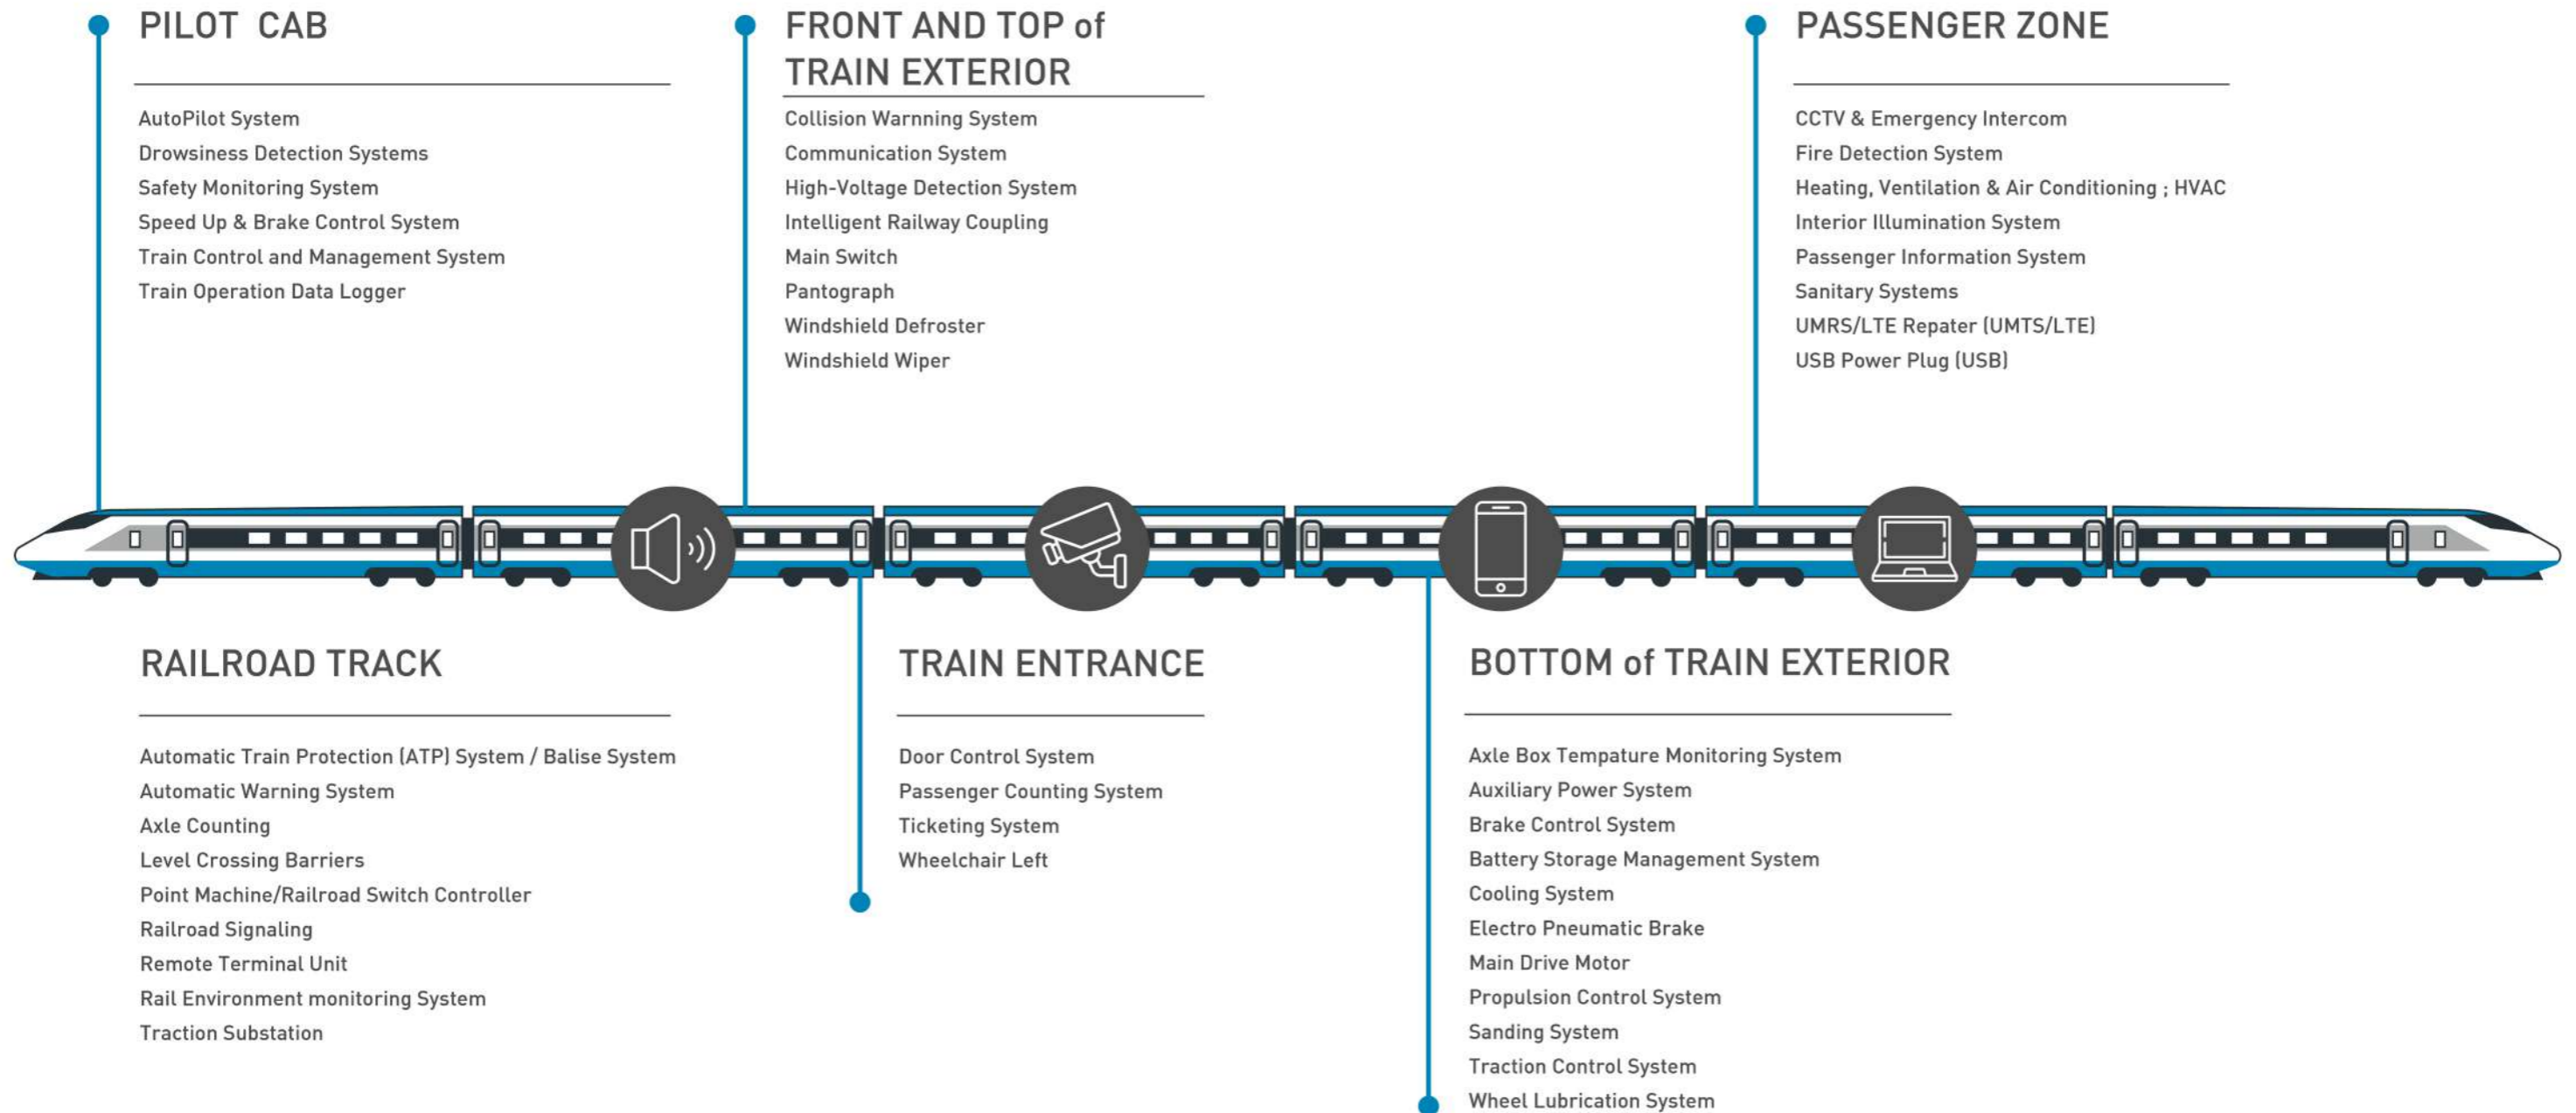 PILOT CAB
AutoPilot System
Drowsiness Detection Systems
Safety Monitoring System
Speed Up & Brake Control System
Train Control and Management System
Train Operation Data Logger
FRONT AND TOP of
TRAIN EXTERIOR
Collision Warnning System
Communication System
High-Voltage Detection System
Intelligent Railway Coupling
Main Switch
Pantograph
Windshield Defroster
Windshield Wiper
PASSENGER ZONE
CCTV & Emergency Intercom
Fire Detection System
Heating, Ventilation & Air Conditioning ; HVAC
Interior Illumination System
Passenger Information System
Sanitary Systems
UMRS/LTE Repater (UMTS/LTE)
USB Power Plug (USB)
RAILROAD TRACK
Automatic Train Protection (ATP) System / Balise System
Automatic Warning System
Axle Counting
Level Crossing Barriers
Point Machine/Railroad Switch Controller
Railroad Signaling
Remote Terminal Unit
Rail Environment monitoring System
Traction Substation
TRAIN ENTRANCE
Door Control System
Passenger Counting System
Ticketing System
Wheelchair Left
BOTTOM of TRAIN EXTERIOR
Axle Box Tempature Monitoring System
Auxiliary Power System
Brake Control System
Battery Storage Management System
Cooling System
Electro Pneumatic Brake
Main Drive Motor
Propulsion Control System
Sanding System
Traction Control System
Wheel Lubrication System